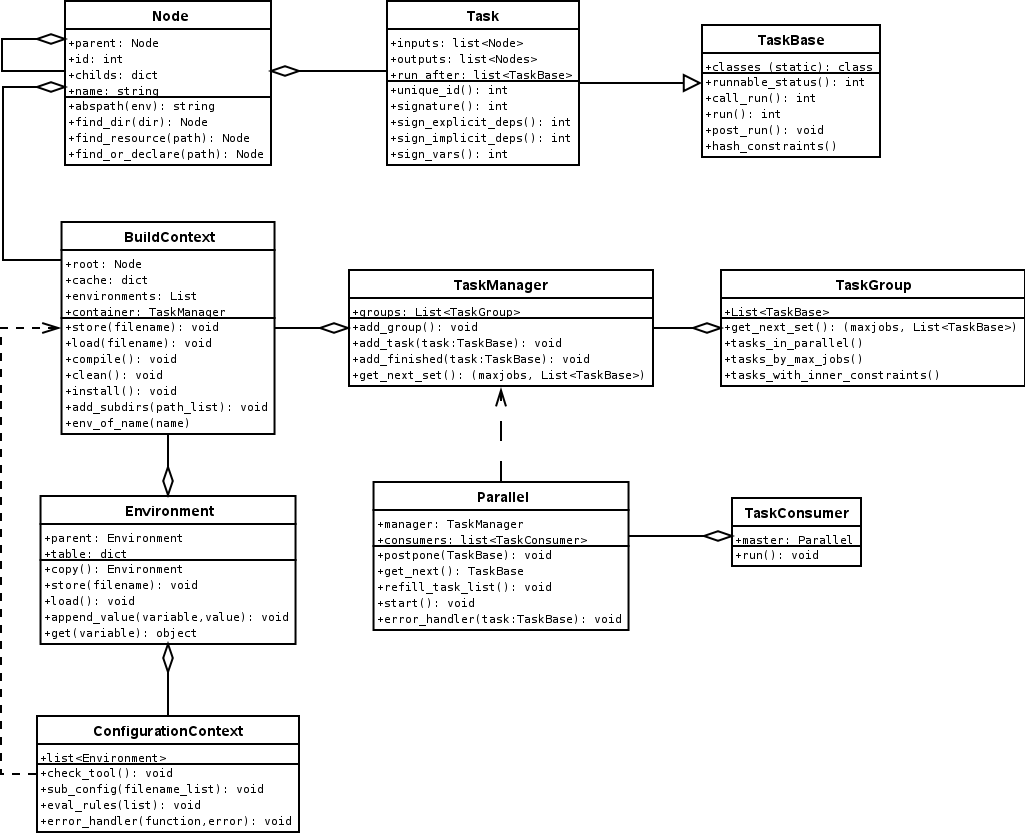 Node
+parent: Node
+id: int
+childs: dict
+name: string
+abspath(env): string
+find_dir(dir): Node
+find_resource(path): Node
+find_or_declare(path): Node
Task
+inputs: list<Node>
+outputs: list<Nodes>
+run_after: list<TaskBase>
+unique_id(): int
+signature(): int
+sign_explicit_deps(): int
+sign_implicit_deps(): int
+sign_vars(): int
TaskBase
+classes (static): class
+runnable_status(): int
+call_run(): int
+run(): int
+post_run(): void
+hash_constraints()
BuildContext
+root: Node
+cache: dict
+environments: List
+container: TaskManager
+store(filename): void
+load(filename): void
+compile(): void
+clean(): void
+install(): void
+add_subdirs(path_list): void
+env_of_name(name)
TaskManager
+groups: List<TaskGroup>
+add_group(): void
+add_task(task:TaskBase): void
+add_finished(task:TaskBase): void
+get_next_set(): (maxjobs, List<TaskBase>)
TaskGroup
+List<TaskBase>
+get_next_set(): (maxjobs, List<TaskBase>)
+tasks_in_parallel()
+tasks_by_max_jobs()
+tasks_with_inner_constraints()
Environment
+parent: Environment
+table: dict
+copy(): Environment
+store(filename): void
+load(): void
+append_value(variable,value): void
+get(variable): object
Parallel
+manager: TaskManager
+consumers: list<TaskConsumer>
+postpone(TaskBase): void
+get_next(): TaskBase
+refill_task_list(): void
+start(): void
+error_handler(task:TaskBase): void
TaskConsumer
+master: Parallel
+run(): void
ConfigurationContext
+list<Environment>
+check_tool(): void
+sub_config(filename_list): void
+eval_rules(list): void
+error_handler(function,error): void